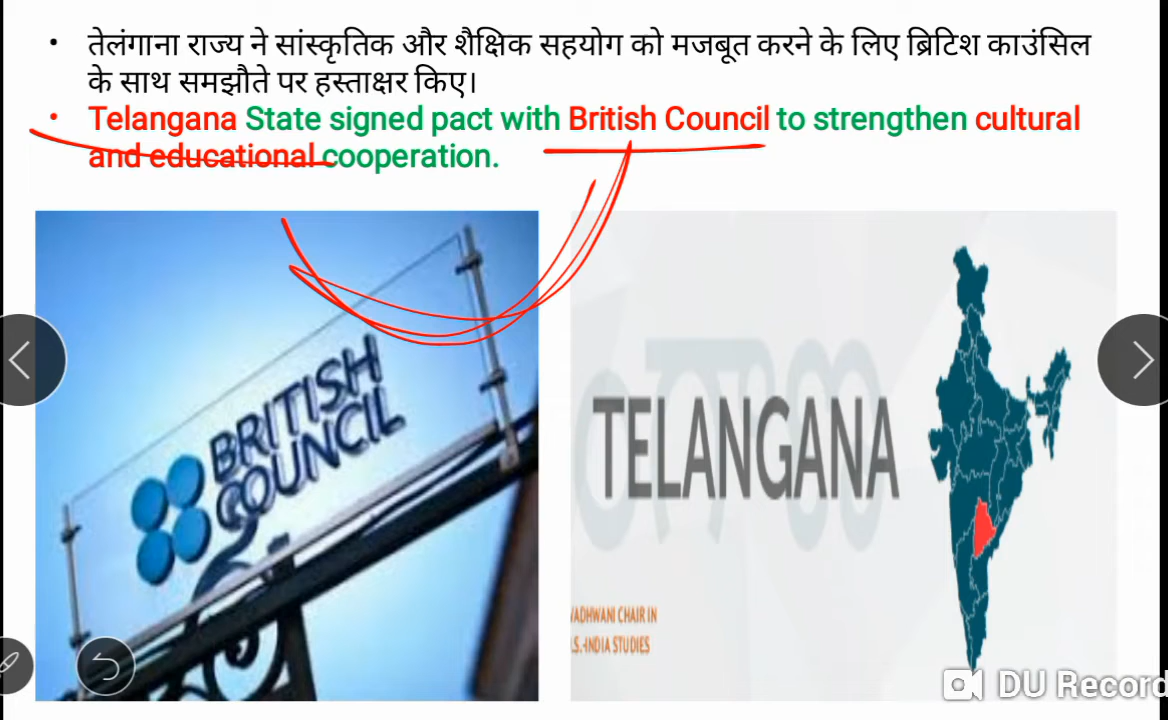 • तेलंगाना राज्य ने सांस्कृतिक और शैक्षिक सहयोग को मजबूत करने के लिए ब्रिटिश काउंसिल
के साथ समझौते पर हस्ताक्षर किए।
• Telangana State signed pact with British Council to strengthen cultural
and educational cooperation.
BRITISH
COUNCIL
TELANGANA
WADHWANI CHAIR IN
.S.-INDIA STUDIES
DU Record